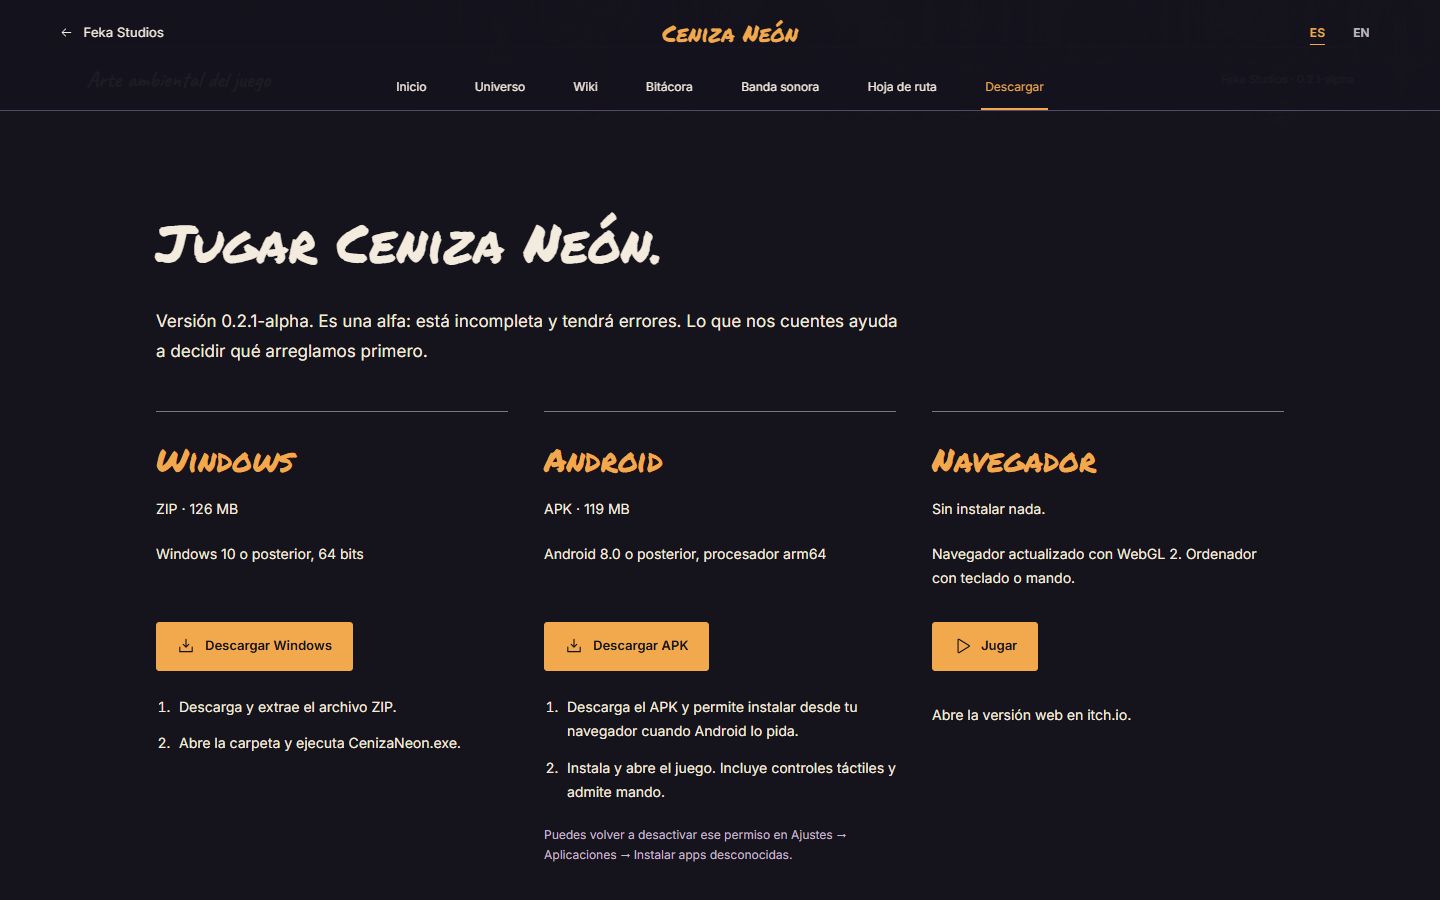 ← Feka Studios
Ceniza Neón
ES EN
Arte ambiental del juego
Feka Studios · 0.2.1-alpha
Inicio Universo Wiki Bitácora Banda sonora Hoja de ruta Descargar
Jugar Ceniza Neón.
Versión 0.2.1-alpha. Es una alfa: está incompleta y tendrá errores. Lo que nos cuentes ayuda
a decidir qué arreglamos primero.
Windows
ZIP · 126 MB
Windows 10 o posterior, 64 bits
Descargar Windows
1. Descarga y extrae el archivo ZIP.
2. Abre la carpeta y ejecuta CenizaNeon.exe.
Android
APK · 119 MB
Android 8.0 o posterior, procesador arm64
Descargar APK
1. Descarga el APK y permite instalar desde tu
navegador cuando Android lo pida.
2. Instala y abre el juego. Incluye controles táctiles y
admite mando.
Puedes volver a desactivar ese permiso en Ajustes →
Aplicaciones → Instalar apps desconocidas.
Navegador
Sin instalar nada.
Navegador actualizado con WebGL 2. Ordenador
con teclado o mando.
Jugar
Abre la versión web en itch.io.